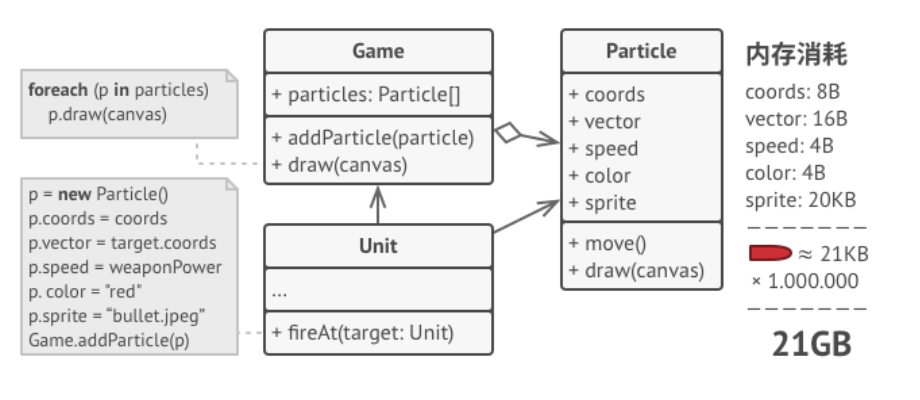 foreach (p in particles)
p.draw(canvas)
p = new Particle()
p.coords = coords
p.vector = target.coords
p.speed = weaponPower
p. color = "red"
p.sprite = “bullet.jpeg”
Game.addParticle(p)
Game
+ particles: Particle[]
+ addParticle(particle)
+ draw(canvas)
Unit
...
+ fireAt(target: Unit)
Particle
+ coords
+ vector
+ speed
+ color
+ sprite
+ move()
+ draw(canvas)
内存消耗
coords: 8B
vector: 16B
speed: 4B
color: 4B
sprite: 20KB
≈ 21KB
× 1.000.000
21GB